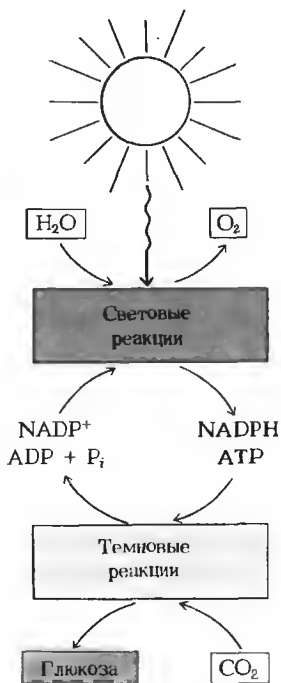 H₂O
O₂
Световые
реакции
NADP⁺
ADP + Pᵢ
NADPH
ATP
Темновые
реакции
Глюкоза
CO₂